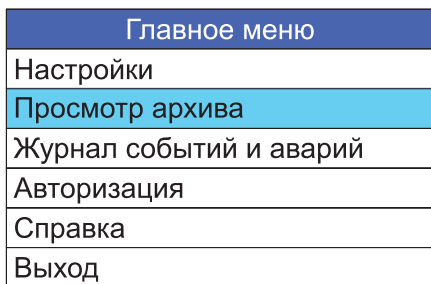 Главное меню
Настройки
Просмотр архива
Журнал событий и аварий
Авторизация
Справка
Выход